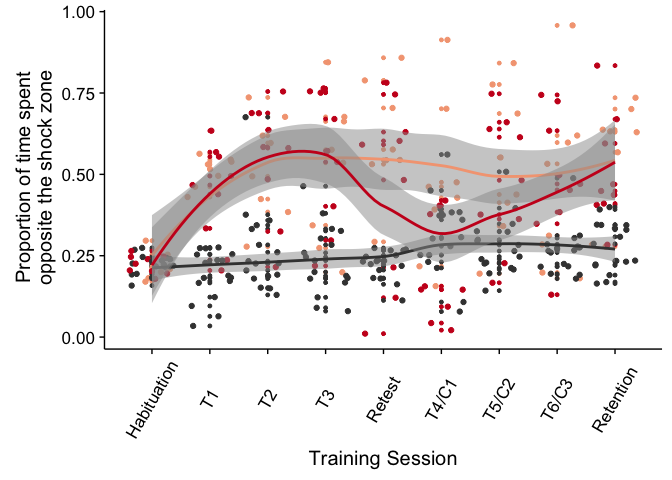 1.00
0.75
0.50
0.25
0.00
Proportion of time spent
opposite the shock zone
Habituation
T1
T2
T3
Retest
T4/C1
T5/C2
T6/C3
Retention
Training Session